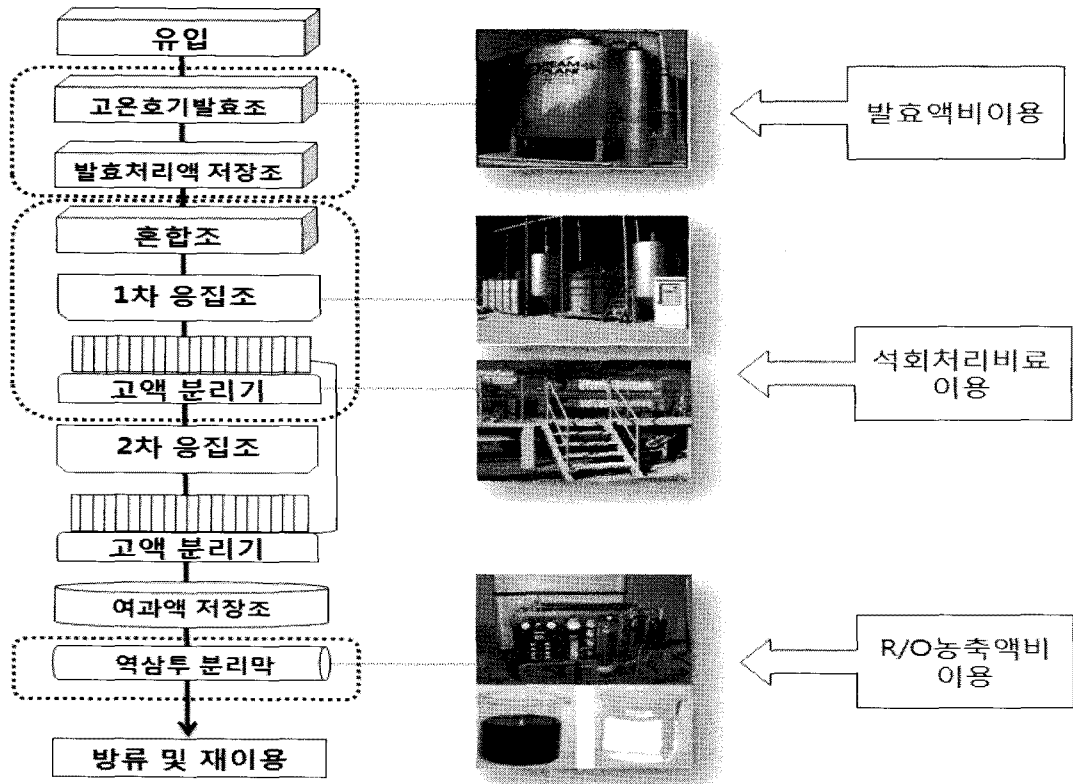 유입
고온호기발효조
발효처리액 저장조
혼합조
1차 응집조
고액 분리기
2차 응집조
고액 분리기
여과액 저장조
역삼투 분리막
방류 및 재이용
발효액비이용
석회처리비료
이용
R/O농축액비
이용